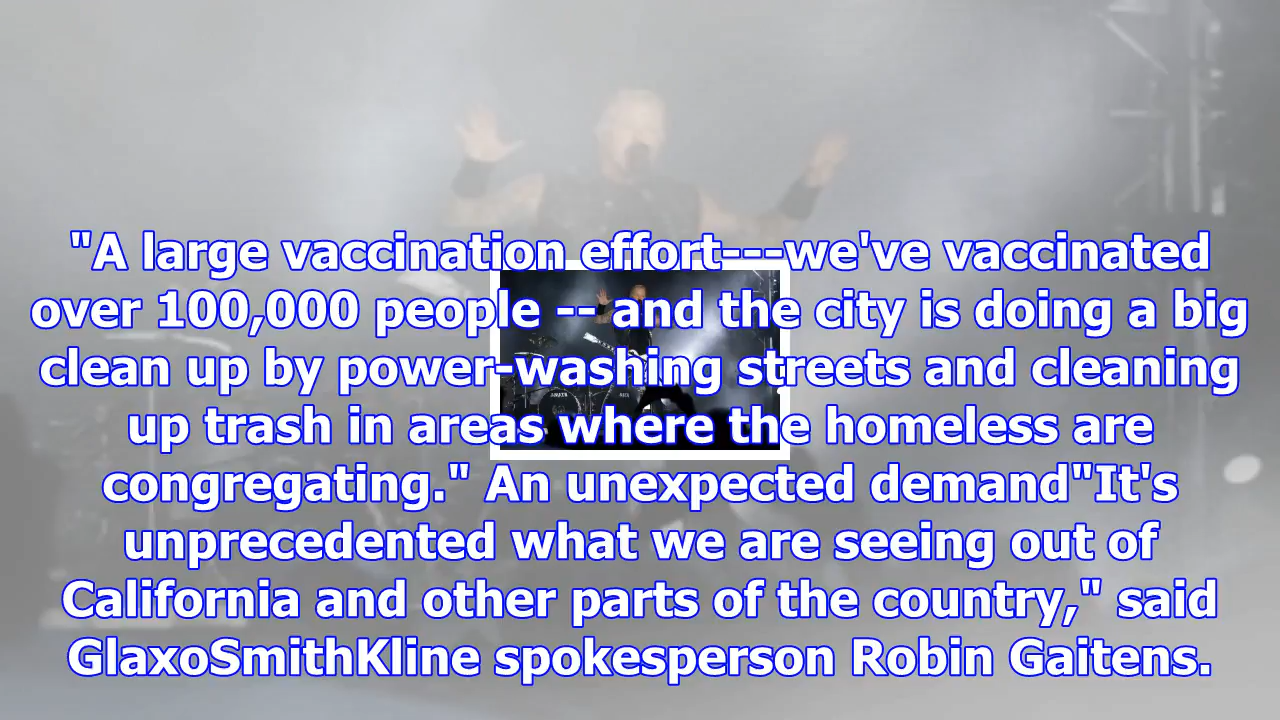 "A large vaccination effort---we've vaccinated
over 100,000 people -- and the city is doing a big
clean up by power-washing streets and cleaning
up trash in areas where the homeless are
congregating." An unexpected demand"It's
unprecedented what we are seeing out of
California and other parts of the country," said
GlaxoSmithKline spokesperson Robin Gaitens.